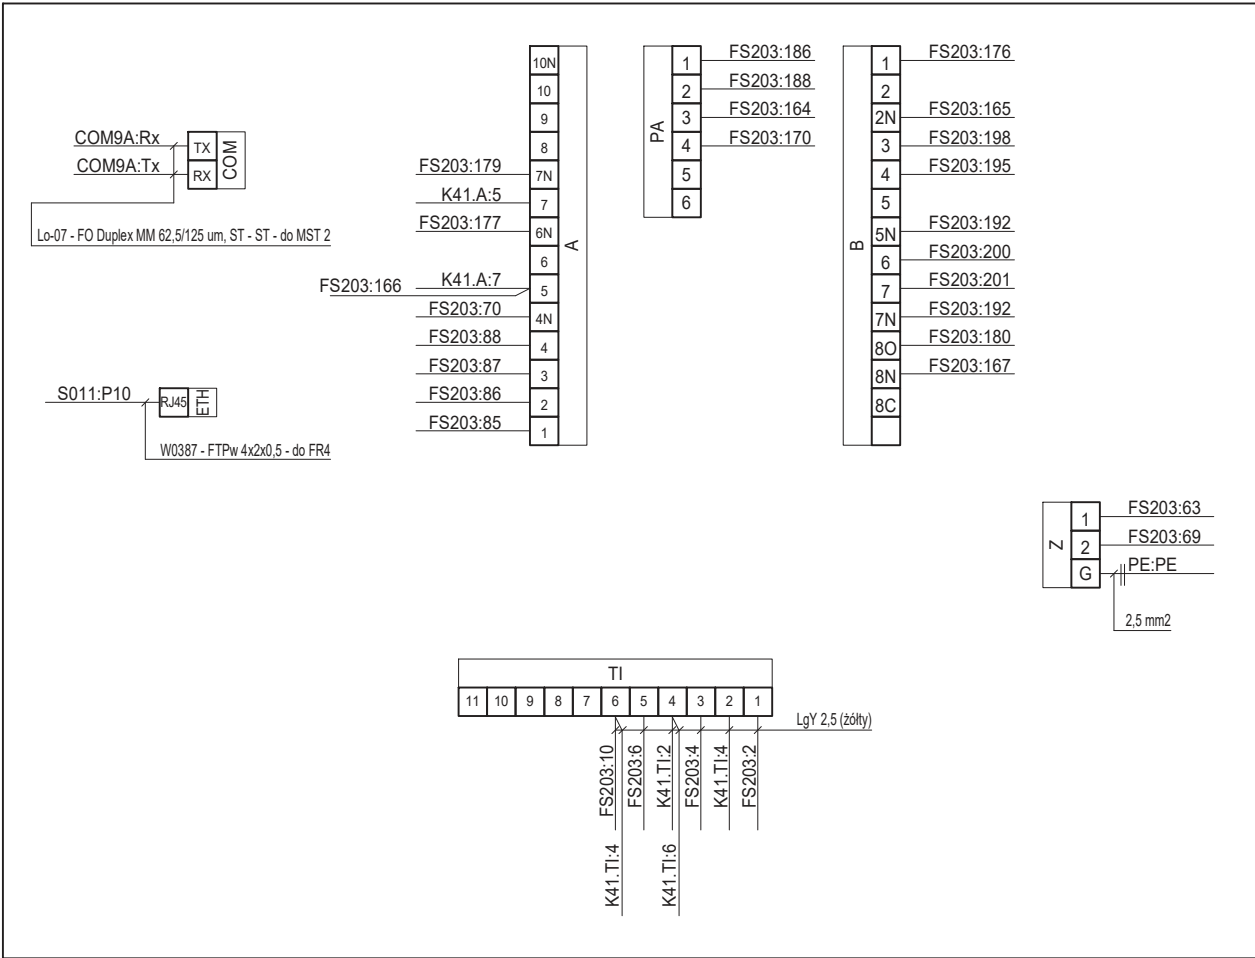 COM9A:Rx
COM9A:Tx
TX
RX
COM
Lo-07 - FO Duplex MM 62,5/125 um, ST - ST - do MST 2
S011:P10
RJ45
ETH
W0387 - FTPw 4x2x0,5 - do FR4
A
10N
10
9
8
FS203:179 7N
K41.A:5 7
FS203:177 6N
6
FS203:166 K41.A:7 5
FS203:70 4N
FS203:88 4
FS203:87 3
FS203:86 2
FS203:85 1
PA
1 FS203:186
2 FS203:188
3 FS203:164
4 FS203:170
5
6
B
1 FS203:176
2
2N FS203:165
3 FS203:198
4 FS203:195
5
5N FS203:192
6 FS203:200
7 FS203:201
7N FS203:192
8O FS203:180
8N FS203:167
8C
Z
1 FS203:63
2 FS203:69
G PE:PE
2,5 mm2
TI
11 10 9 8 7 6 5 4 3 2 1
LgY 2,5 (żółty)
FS203:10
K41.TI:4
FS203:6
K41.TI:2
K41.TI:6
FS203:4
K41.TI:4
FS203:2